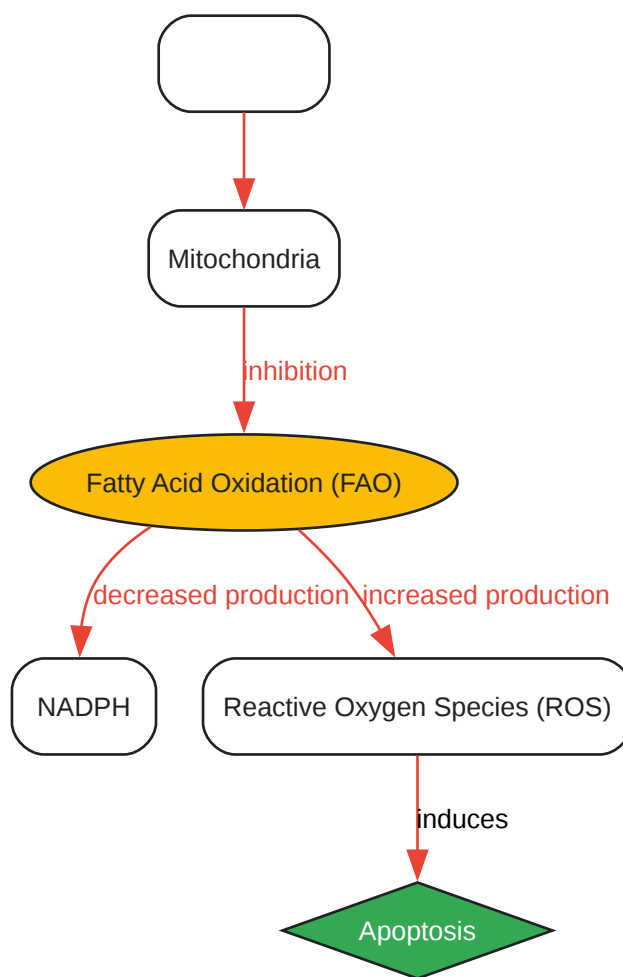 Mitochondria
inhibition
Fatty Acid Oxidation (FAO)
decreased production
increased production
NADPH
Reactive Oxygen Species (ROS)
induces
Apoptosis